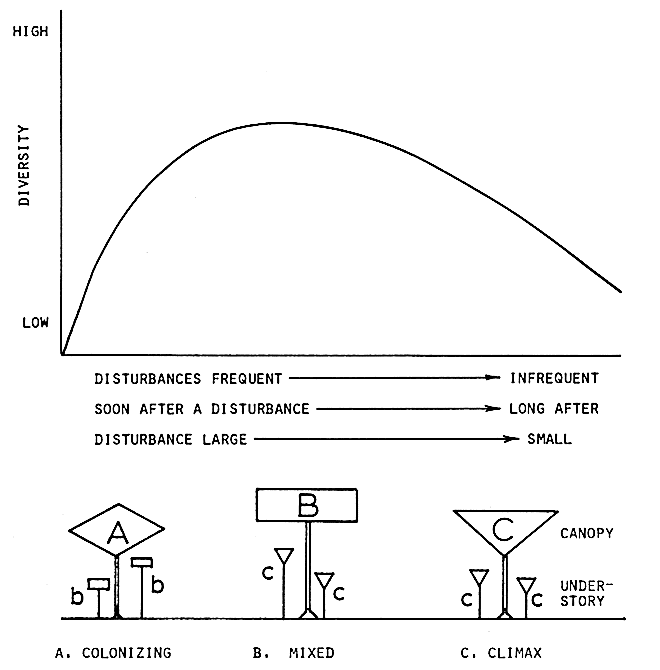 HIGH
DIVERSITY
LOW
DISTURBANCES FREQUENT INFREQUENT
SOON AFTER A DISTURBANCE LONG AFTER
DISTURBANCE LARGE SMALL
A
b
b
B
c
c
C
c
c
CANOPY
UNDER-
STORY
A. COLONIZING
B. MIXED
C. CLIMAX